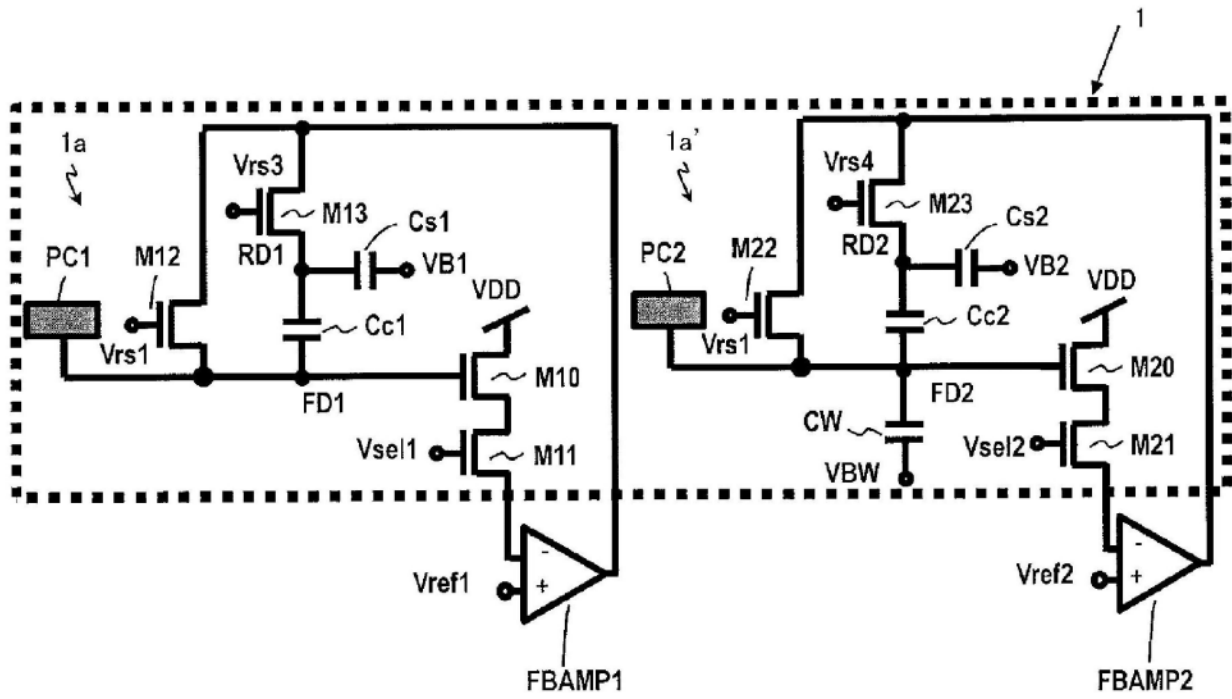 1
1a
Vrs3
M13
RD1
Cs1
VB1
PC1
M12
Vrs1
Cc1
VDD
FD1
M10
Vsel1
M11
Vref1
-
+
FBAMP1
1a'
Vrs4
M23
RD2
Cs2
VB2
PC2
M22
Vrs1
Cc2
VDD
FD2
M20
CW
Vsel2
M21
VBW
Vref2
-
+
FBAMP2